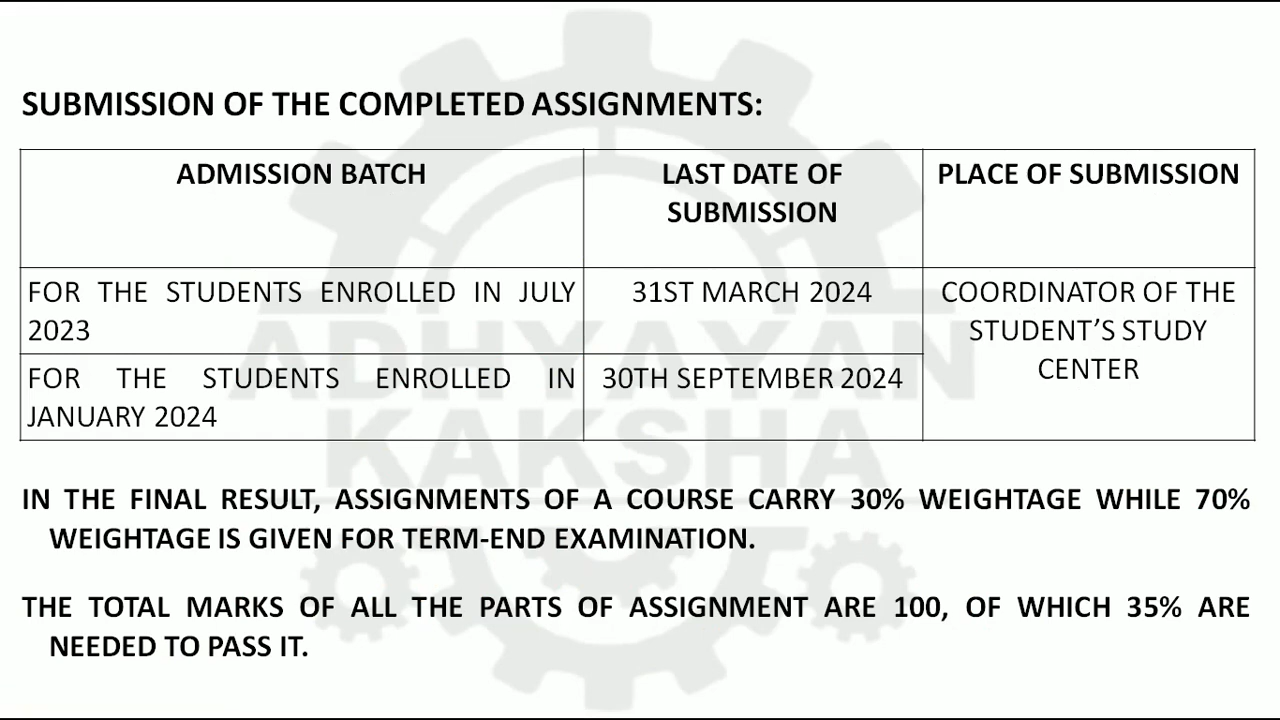 SUBMISSION OF THE COMPLETED ASSIGNMENTS:
ADMISSION BATCH
LAST DATE OF
SUBMISSION
PLACE OF SUBMISSION
FOR THE STUDENTS ENROLLED IN JULY
2023
31ST MARCH 2024
COORDINATOR OF THE
STUDENT’S STUDY
CENTER
FOR THE STUDENTS ENROLLED IN
JANUARY 2024
30TH SEPTEMBER 2024
ADHYAYAN
KAKSHA
IN THE FINAL RESULT, ASSIGNMENTS OF A COURSE CARRY 30% WEIGHTAGE WHILE 70%
WEIGHTAGE IS GIVEN FOR TERM-END EXAMINATION.
THE TOTAL MARKS OF ALL THE PARTS OF ASSIGNMENT ARE 100, OF WHICH 35% ARE
NEEDED TO PASS IT.